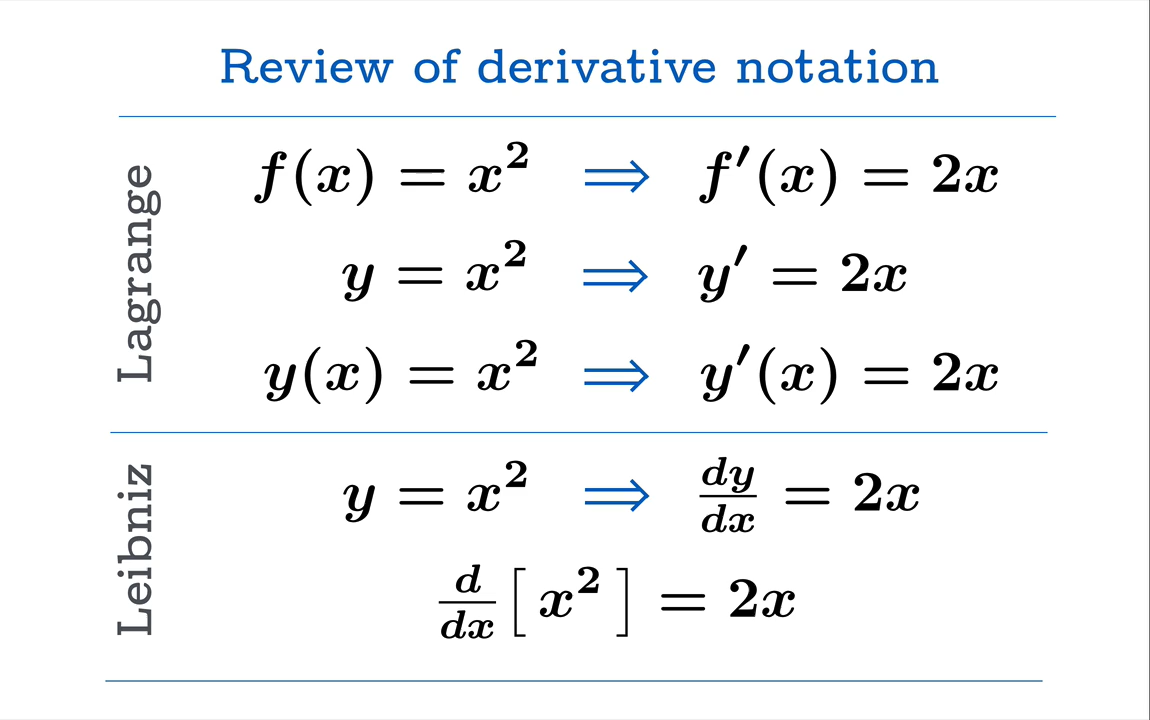 Review of derivative notation
Lagrange
f(x) = x² ⟹ f′(x) = 2x
y = x² ⟹ y′ = 2x
y(x) = x² ⟹ y′(x) = 2x
Leibniz
y = x² ⟹ dy/dx = 2x
d/dx [ x² ] = 2x